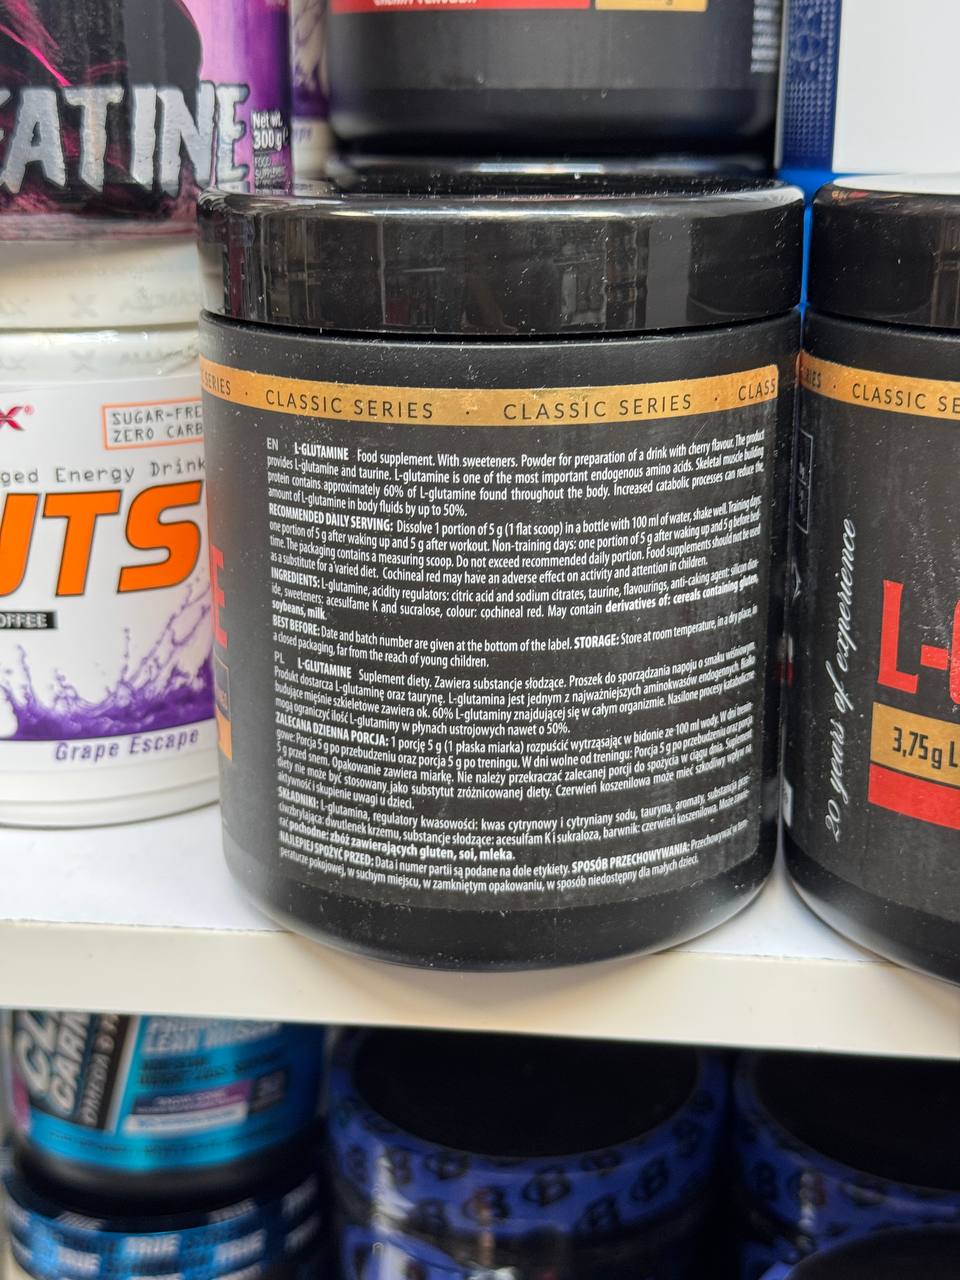 EATINE
Net wt.
300 g
FOOD
X®
SUGAR-FRE
ZERO CARB
ged Energy Drink
UTS
OFFEE
Grape Escape
SERIES · CLASSIC SERIES · CLASSIC SERIES · CLASS
EN L-GLUTAMINE Food supplement. With sweeteners. Powder for preparation of a drink with cherry flavour. The product
provides L-glutamine and taurine. L-glutamine is one of the most important endogenous amino acids. Skeletal muscle building
protein contains approximately 60% of L-glutamine found throughout the body. Increased catabolic processes can reduce the
amount of L-glutamine in body fluids by up to 50%.
RECOMMENDED DAILY SERVING: Dissolve 1 portion of 5 g (1 flat scoop) in a bottle with 100 ml of water, shake well. Training days:
one portion of 5 g after waking up and 5 g after workout. Non-training days: one portion of 5 g after waking up and 5 g before bed
time. The packaging contains a measuring scoop. Do not exceed recommended daily portion. Food supplements should not be used
as a substitute for a varied diet. Cochineal red may have an adverse effect on activity and attention in children.
INGREDIENTS: L-glutamine, acidity regulators: citric acid and sodium citrates, taurine, flavourings, anti-caking agent: silicon diox-
ide, sweeteners: acesulfame K and sucralose, colour: cochineal red. May contain derivatives of: cereals containing gluten,
soybeans, milk.
BEST BEFORE: Date and batch number are given at the bottom of the label. STORAGE: Store at room temperature, in a dry place, in
a closed packaging, far from the reach of young children.
PL L-GLUTAMINE Suplement diety. Zawiera substancje słodzące. Proszek do sporządzania napoju o smaku wiśniowym.
Produkt dostarcza L-glutaminę oraz taurynę. L-glutamina jest jednym z najważniejszych aminokwasów endogennych. Białko
budujące mięśnie szkieletowe zawiera ok. 60% L-glutaminy znajdującej się w całym organizmie. Nasilone procesy kataboliczne
mogą ograniczyć ilość L-glutaminy w płynach ustrojowych nawet o 50%.
ZALECANA DZIENNA PORCJA: 1 porcję 5 g (1 płaska miarka) rozpuścić wytrząsając w bidonie ze 100 ml wody. W dni trenin-
gowe: Porcja 5 g po przebudzeniu oraz porcja 5 g po treningu. W dni wolne od treningu: Porcja 5 g po przebudzeniu oraz porcja
5 g przed snem. Opakowanie zawiera miarkę. Nie należy przekraczać zalecanej porcji do spożycia w ciągu dnia. Suplement
diety nie może być stosowany jako substytut zróżnicowanej diety. Czerwień koszenilowa może mieć szkodliwy wpływ na
aktywność i skupienie uwagi u dzieci.
SKŁADNIKI: L-glutamina, regulatory kwasowości: kwas cytrynowy i cytryniany sodu, tauryna, aromaty, substancja prze-
ciwzbrylająca: dwutlenek krzemu, substancje słodzące: acesulfam K i sukraloza, barwnik: czerwień koszenilowa. Może zawie-
rać pochodne: zbóż zawierających gluten, soi, mleka.
NAJLEPIEJ SPOŻYĆ PRZED: Data i numer partii są podane na dole etykiety. SPOSÓB PRZECHOWYWANIA: Przechowywać w tem-
peraturze pokojowej, w suchym miejscu, w zamkniętym opakowaniu, w sposób niedostępny dla małych dzieci.
E
CLASSIC SE
20 years of experience
L-G
3,75g L
LEAN MUSCLE
TRUE